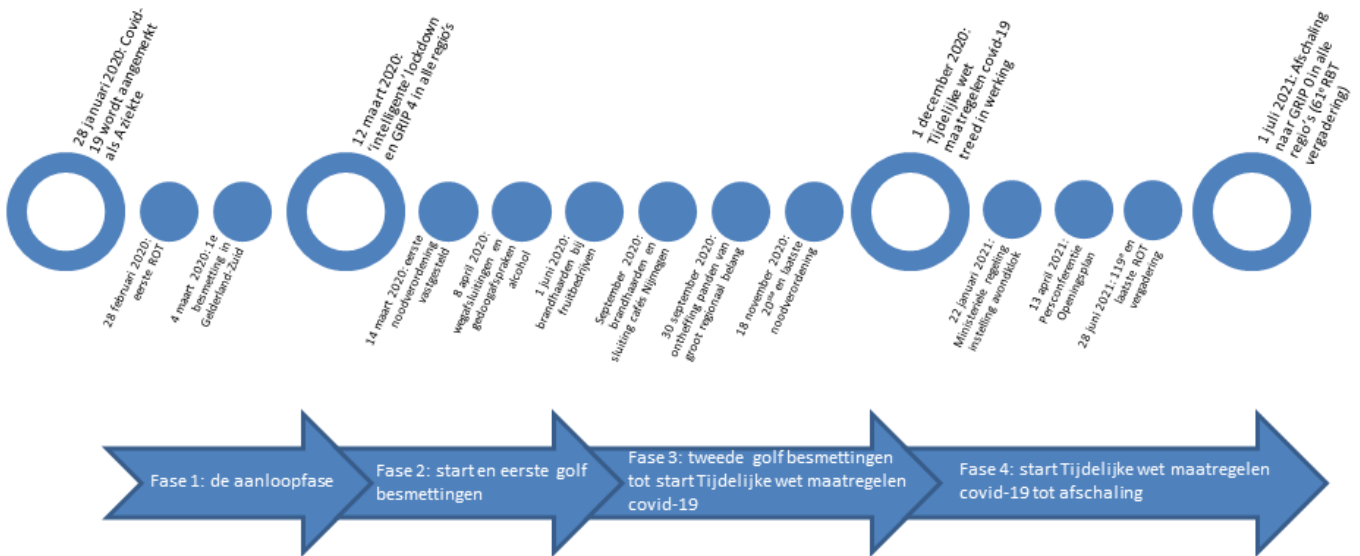 28 januari 2020: Covid-
19 wordt aangemerkt
als A ziekte
28 februari 2020:
eerste ROT
4 maart 2020: 1e
besmetting in
Gelderland-Zuid
12 maart 2020:
'intelligente' lockdown
en GRIP 4 in alle regio's
14 maart 2020: eerste
noodverordening
vastgesteld
8 april 2020:
wegafsluitingen en
gedoogafspraken
alcohol
1 juni 2020:
brandhaarden bij
fruitbedrijven
September 2020:
brandhaarden en
sluiting cafés Nijmegen
30 september 2020:
ontheffing panden van
groot regionaal belang
18 november 2020:
20ste en laatste
noodverordening
1 december 2020:
Tijdelijke wet
maatregelen covid-19
treed in werking
22 januari 2021:
Ministeriële regeling
instelling avondklok
13 april 2021:
Persconferentie
Openingsplan
28 juni 2021: 119e en
laatste ROT
vergadering
1 juli 2021: Afschaling
naar GRIP 0 in alle
regio's (61e RBT
vergadering)
Fase 1: de aanloopfase
Fase 2: start en eerste golf
besmettingen
Fase 3: tweede golf besmettingen
tot start Tijdelijke wet maatregelen
covid-19
Fase 4: start Tijdelijke wet maatregelen
covid-19 tot afschaling